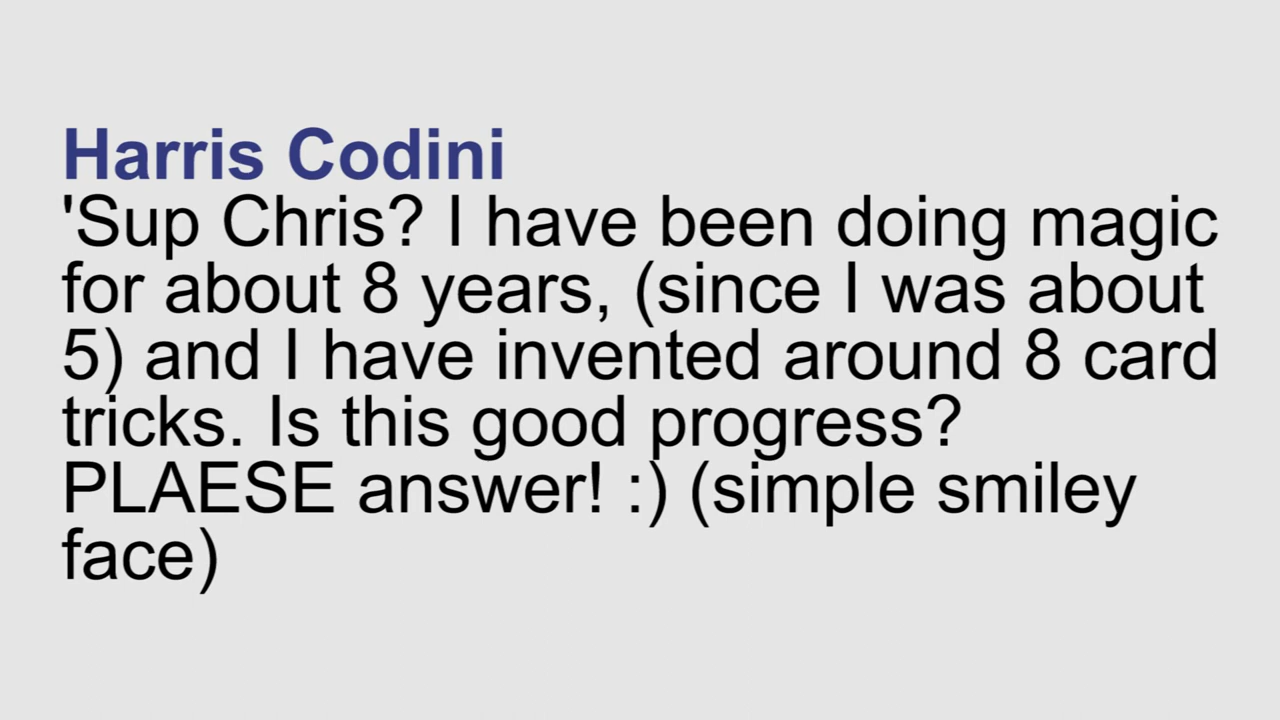 Harris Codini
'Sup Chris? I have been doing magic
for about 8 years, (since I was about
5) and I have invented around 8 card
tricks. Is this good progress?
PLAESE answer! :) (simple smiley
face)